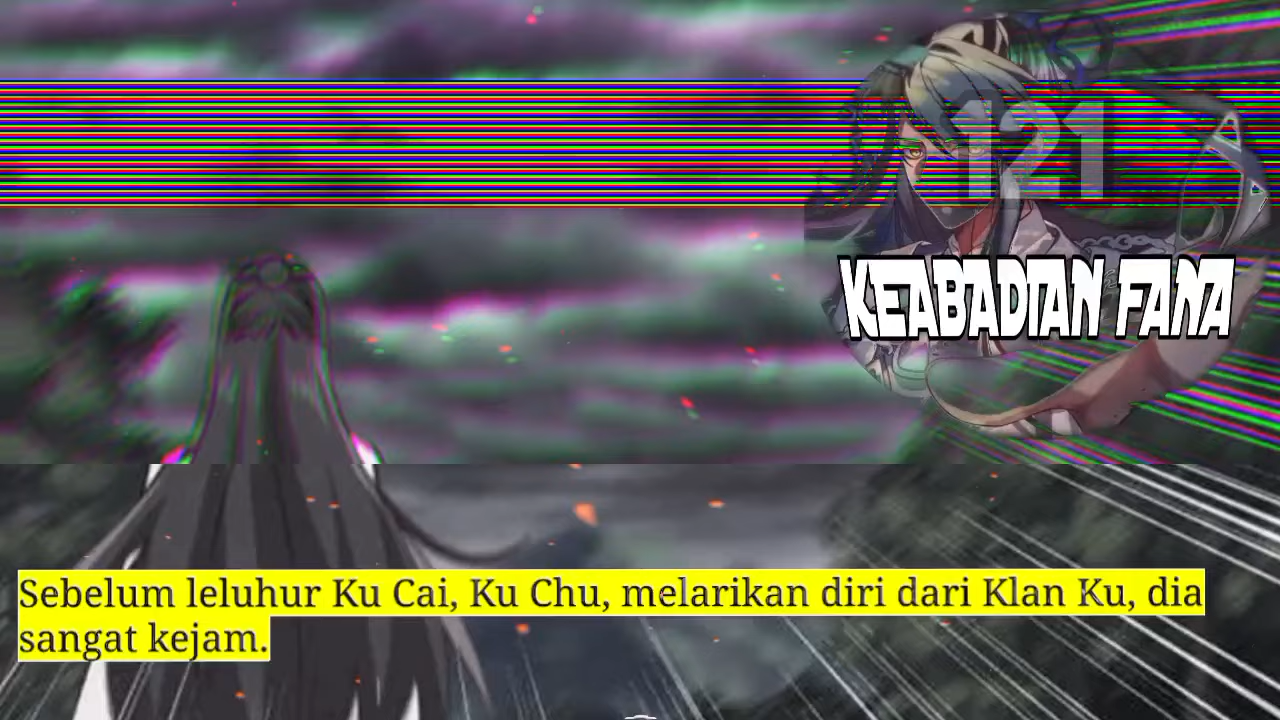 121
KEABADIAN FANA
Sebelum leluhur Ku Cai, Ku Chu, melarikan diri dari Klan Ku, dia
sangat kejam.